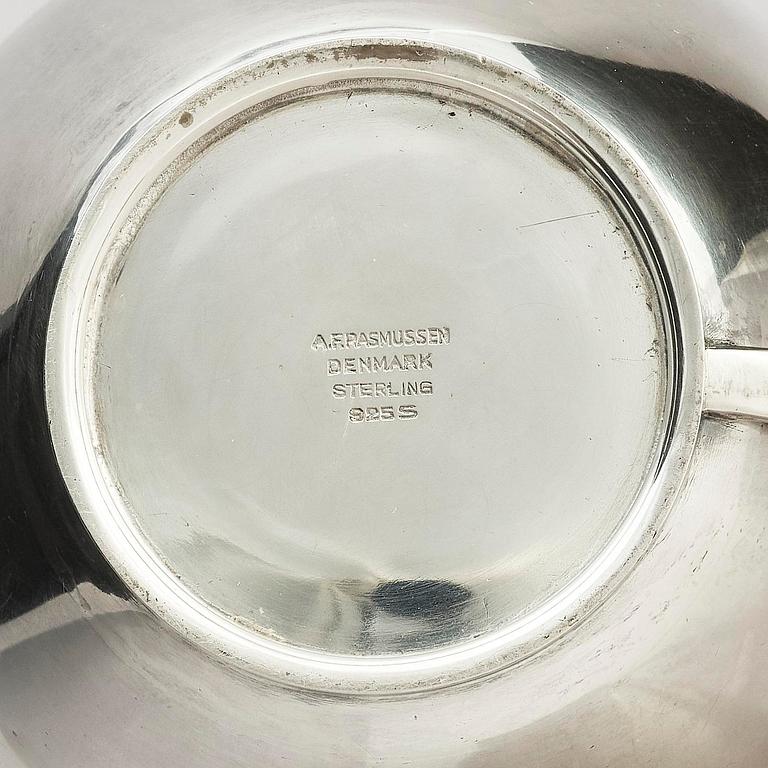 A.F.RASMUSSEN
DENMARK
STERLING
925S